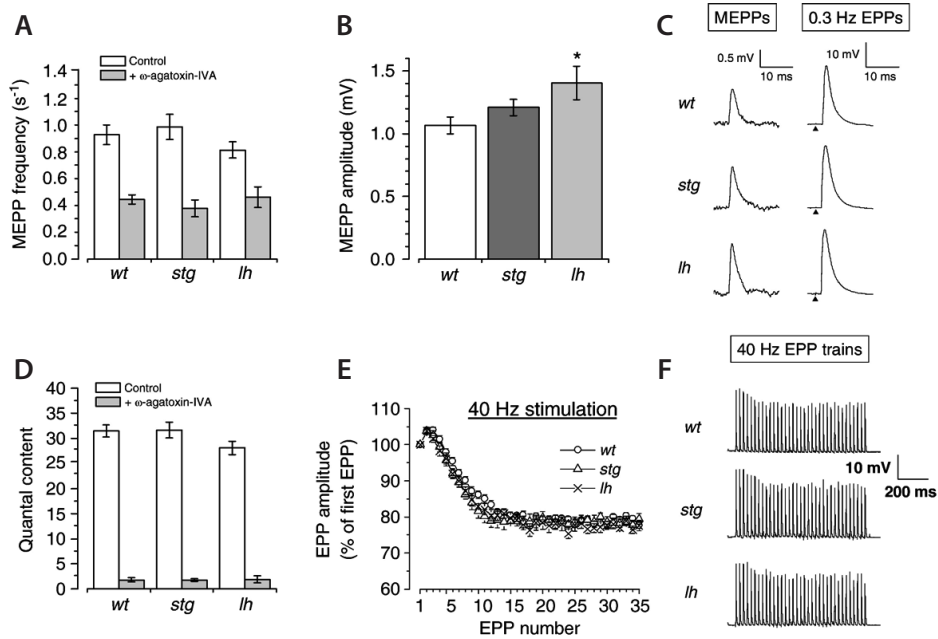 A
Control
+ ω-agatoxin-IVA
MEPP frequency (s-1)
1.4
1.2
1.0
0.8
0.6
0.4
0.2
0.0
wt stg lh
B
MEPP amplitude (mV)
1.5
1.0
0.5
0.0
*
wt stg lh
C
MEPPs
0.3 Hz EPPs
0.5 mV
10 ms
10 mV
10 ms
wt
stg
lh
D
Control
+ ω-agatoxin-IVA
Quantal content
40
35
30
25
20
15
10
5
0
wt stg lh
E
40 Hz stimulation
EPP amplitude
(% of first EPP)
110
100
90
80
70
60
wt
stg
lh
1 5 10 15 20 25 30 35
EPP number
F
40 Hz EPP trains
wt
10 mV
200 ms
stg
lh